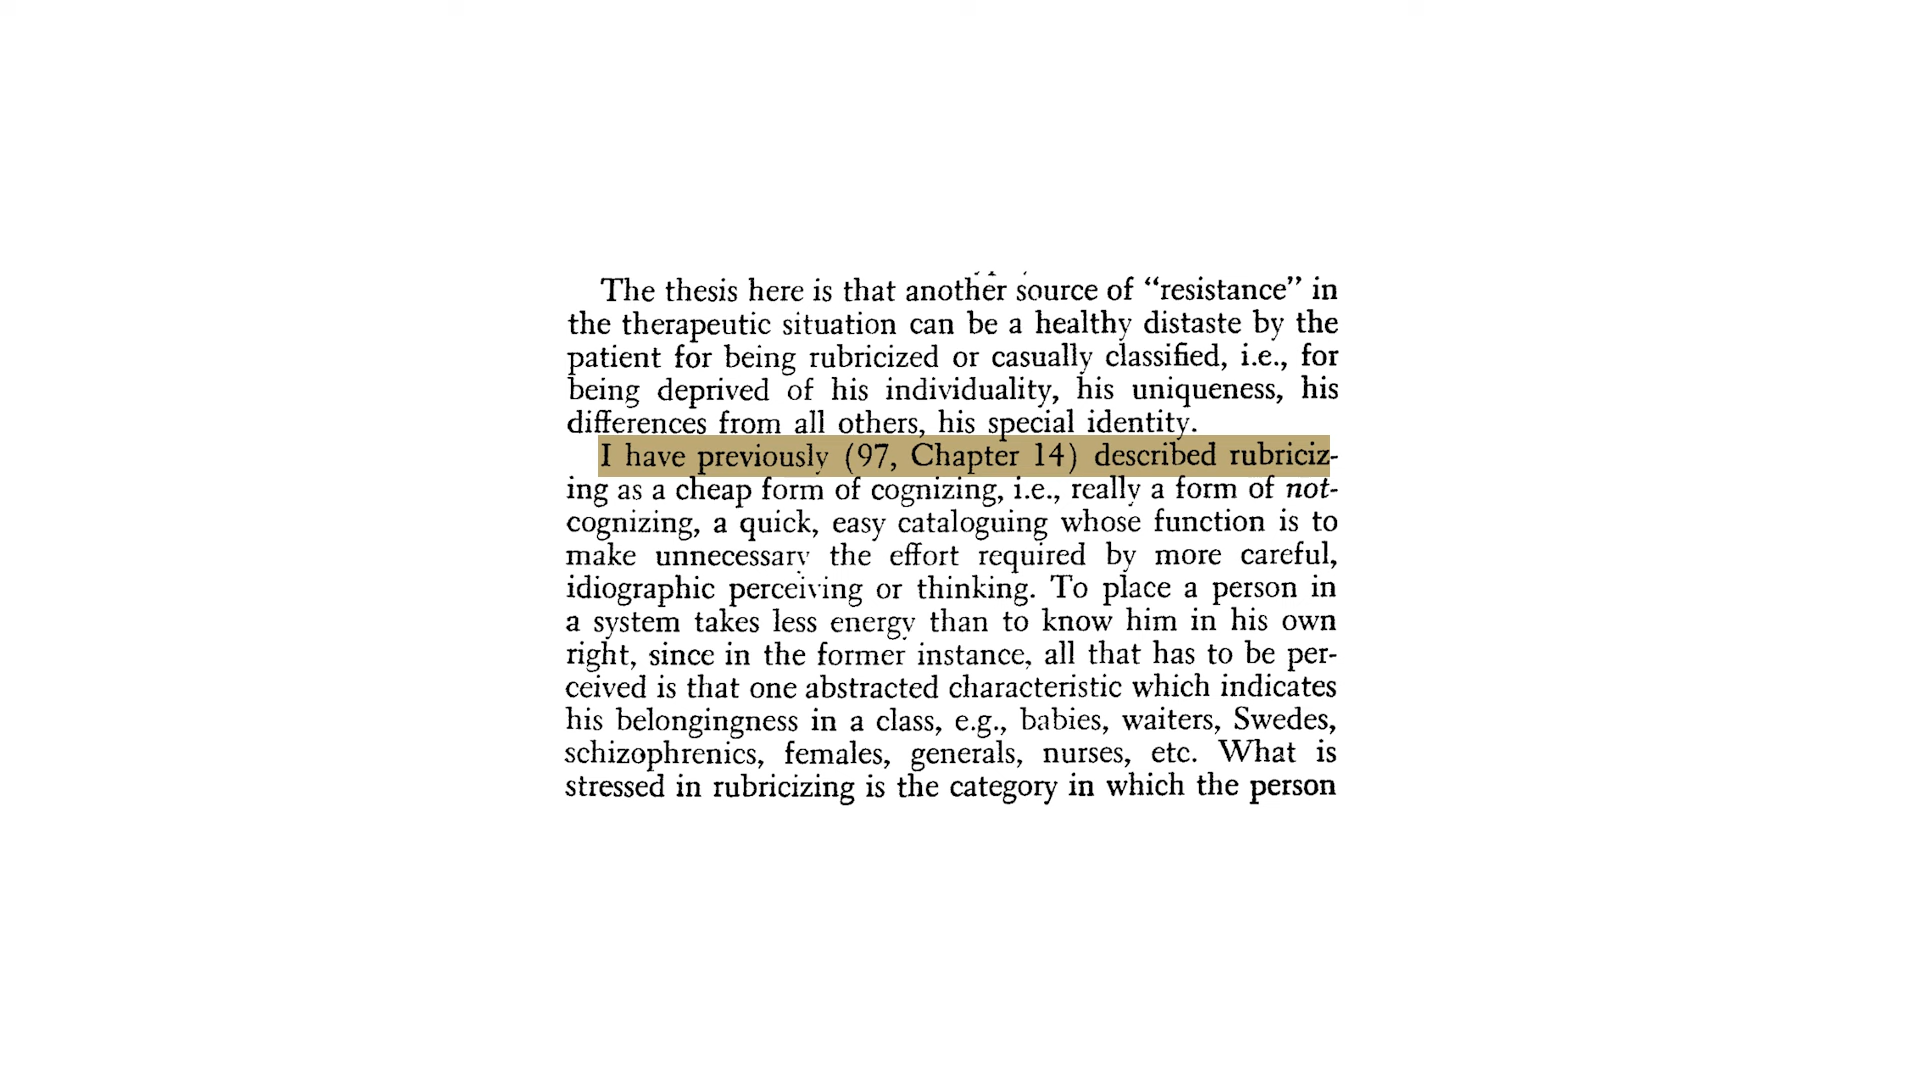 The thesis here is that another source of “resistance” in
the therapeutic situation can be a healthy distaste by the
patient for being rubricized or casually classified, i.e., for
being deprived of his individuality, his uniqueness, his
differences from all others, his special identity.
I have previously (97, Chapter 14) described rubriciz-
ing as a cheap form of cognizing, i.e., really a form of not-
cognizing, a quick, easy cataloguing whose function is to
make unnecessary the effort required by more careful,
idiographic perceiving or thinking. To place a person in
a system takes less energy than to know him in his own
right, since in the former instance, all that has to be per-
ceived is that one abstracted characteristic which indicates
his belongingness in a class, e.g., babies, waiters, Swedes,
schizophrenics, females, generals, nurses, etc. What is
stressed in rubricizing is the category in which the person